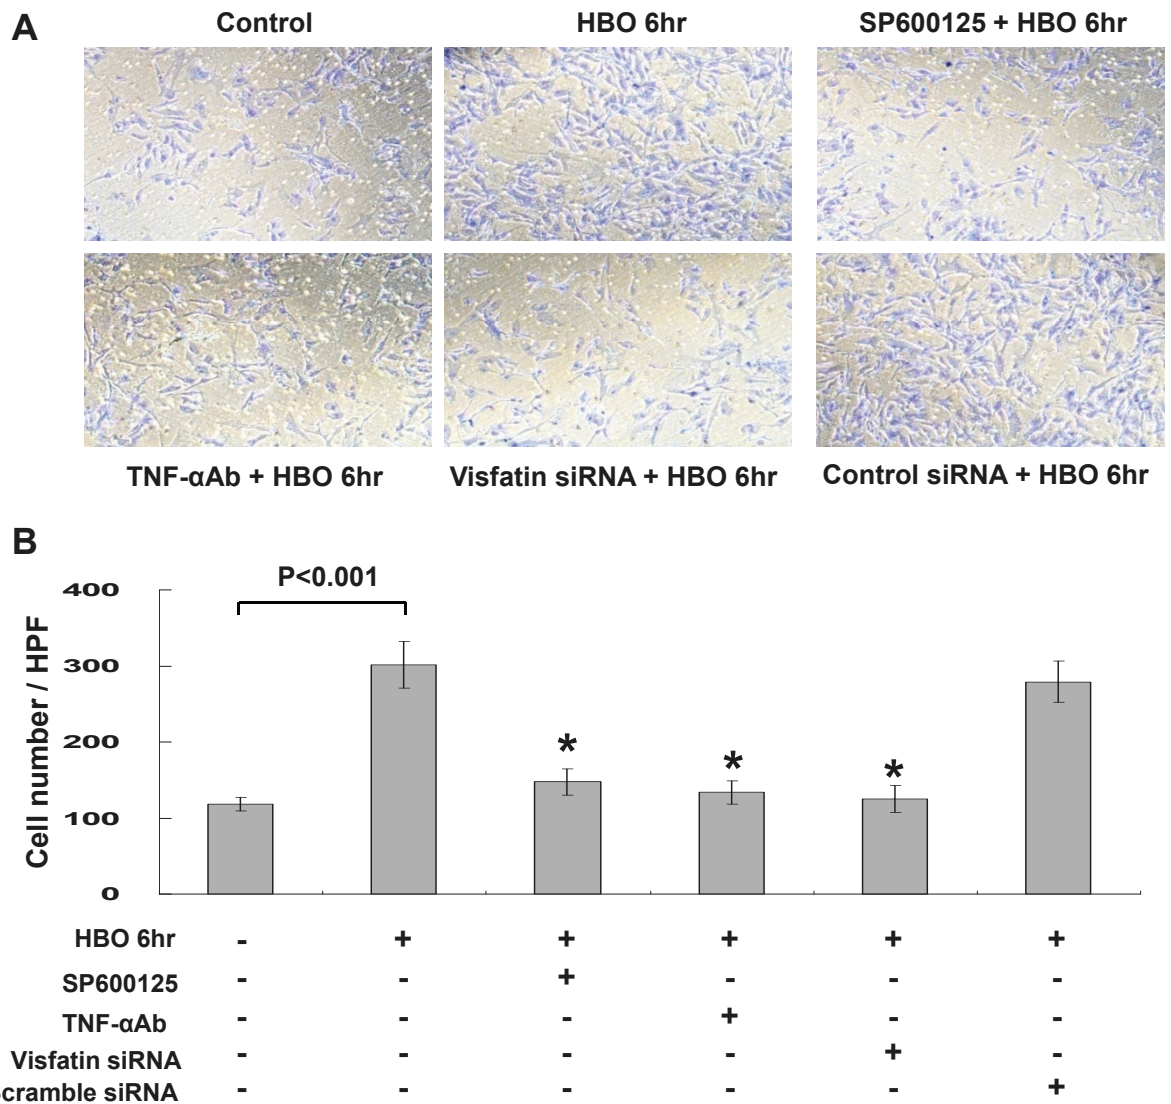 A
Control
HBO 6hr
SP600125 + HBO 6hr
TNF-αAb + HBO 6hr
Visfatin siRNA + HBO 6hr
Control siRNA + HBO 6hr
B
Cell number / HPF
400
300
200
100
0
P<0.001
*
*
*
HBO 6hr - + + + + +
SP600125 - - + - - -
TNF-αAb - - - + - -
Visfatin siRNA - - - - + -
cramble siRNA - - - - - +